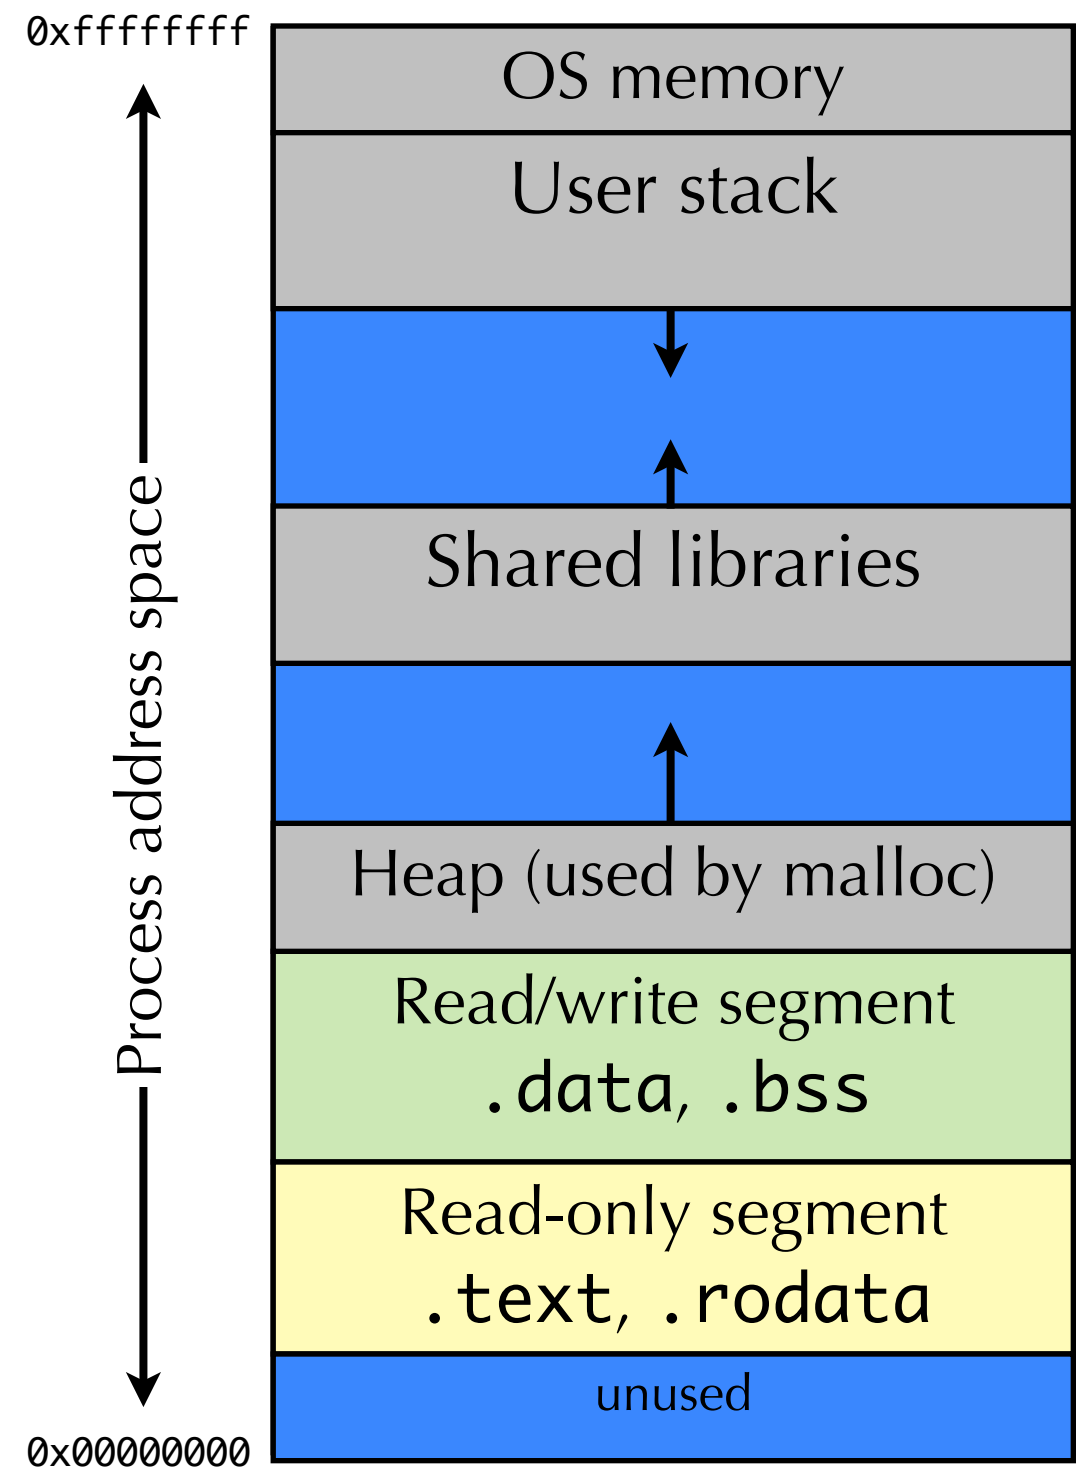 0xffffffff
OS memory
User stack
Shared libraries
Process address space
Heap (used by malloc)
Read/write segment
.data, .bss
Read-only segment
.text, .rodata
unused
0x00000000